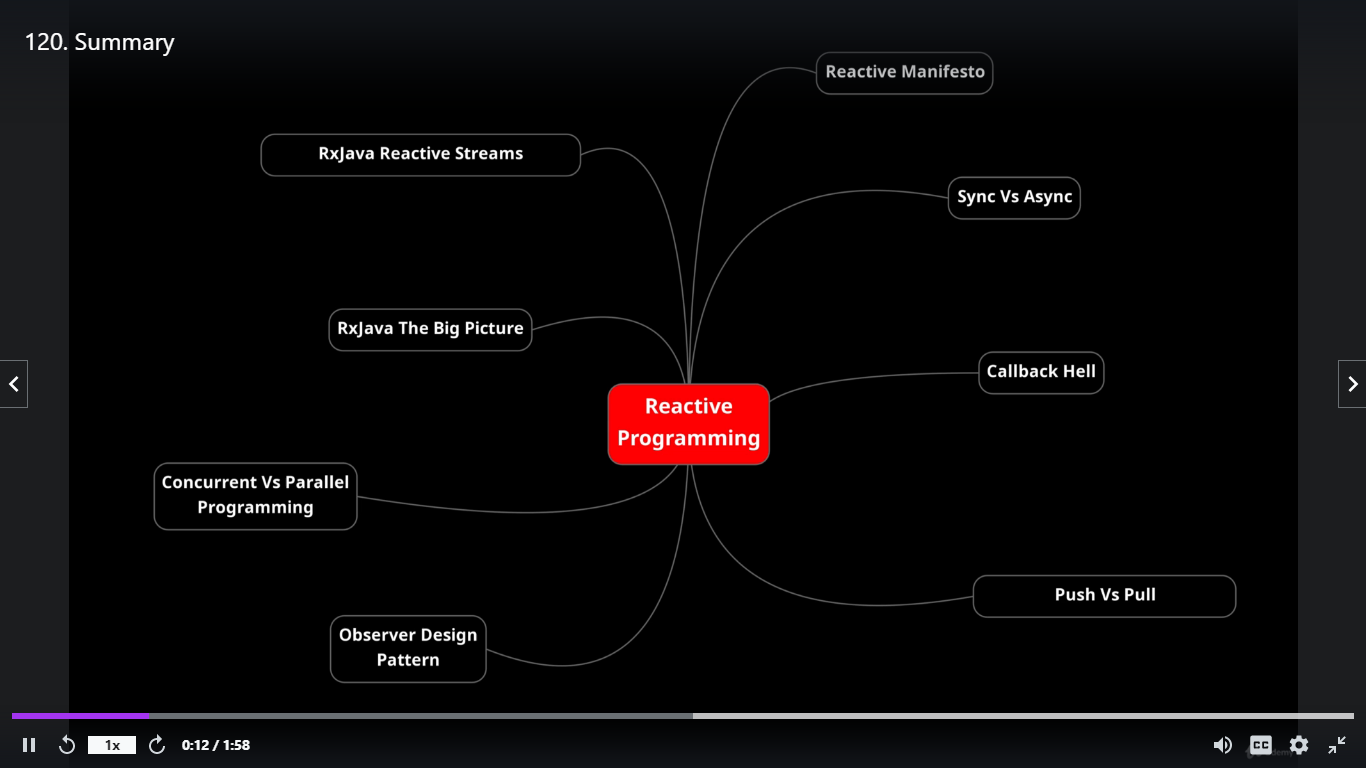 120. Summary
Reactive Manifesto
RxJava Reactive Streams
Sync Vs Async
RxJava The Big Picture
Callback Hell
Reactive
Programming
Concurrent Vs Parallel
Programming
Push Vs Pull
Observer Design
Pattern
1x
0:12 / 1:58
CC